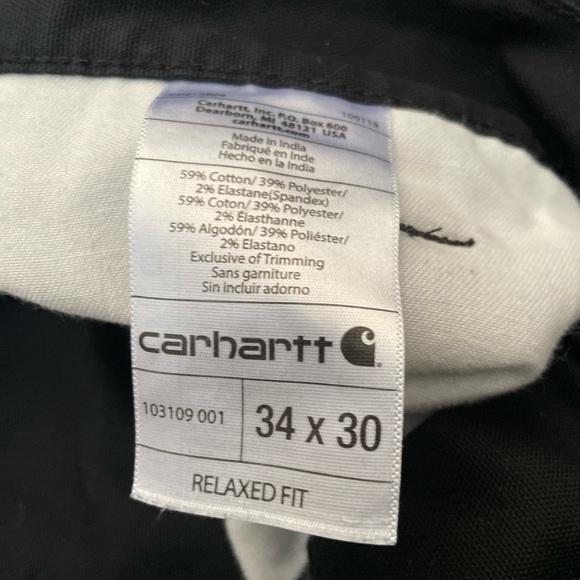 Carhartt, Inc. P.O. Box 600
Dearborn, MI 48121 USA
carhartt.com
Made in India
Fabriqué en Inde
Hecho en la India
59% Cotton/ 39% Polyester/
2% Elastane(Spandex)
59% Coton/ 39% Polyester/
2% Élasthanne
59% Algodón/ 39% Poliéster/
2% Elastano
Exclusive of Trimming
Sans garniture
Sin incluir adorno
carhartt
103109 001
34 x 30
RELAXED FIT